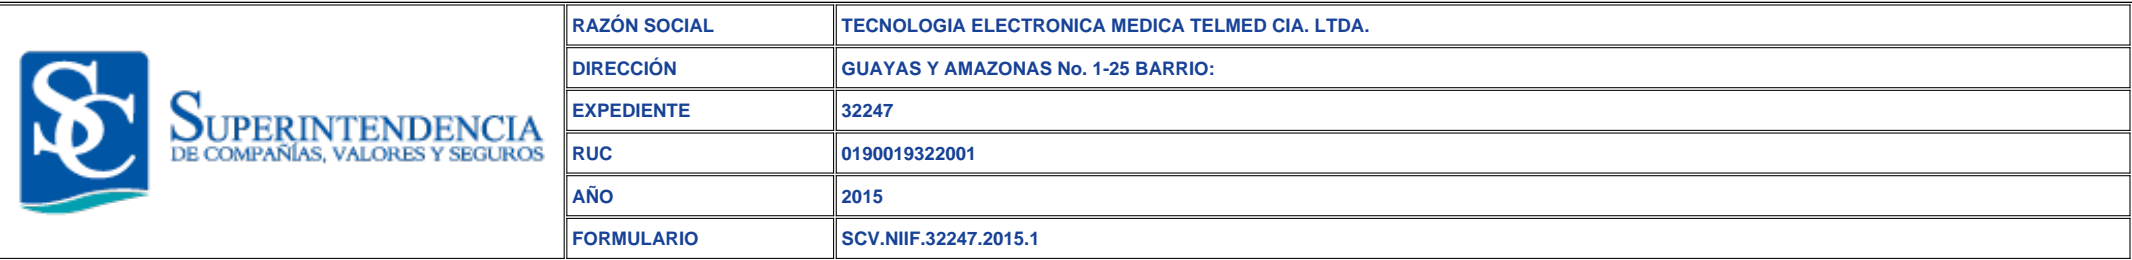 SC
SUPERINTENDENCIA
DE COMPAÑÍAS, VALORES Y SEGUROS
RAZÓN SOCIAL TECNOLOGIA ELECTRONICA MEDICA TELMED CIA. LTDA.
DIRECCIÓN GUAYAS Y AMAZONAS No. 1-25 BARRIO:
EXPEDIENTE 32247
RUC 0190019322001
AÑO 2015
FORMULARIO SCV.NIIF.32247.2015.1